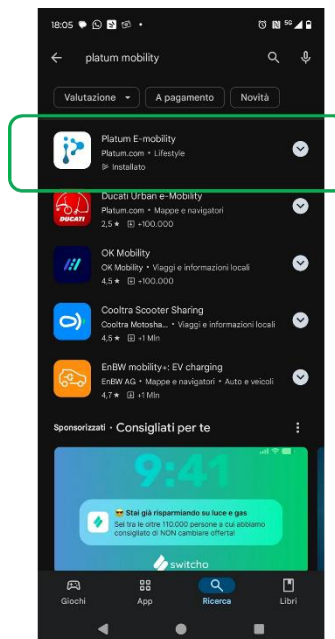 18:05
5G
platum mobility
Valutazione
A pagamento
Novità
Platum E-mobility
Platum.com • Lifestyle
Installato
Ducati Urban e-Mobility
Platum.com • Mappe e navigatori
2,5 ★ +100.000
DUCATI
OK Mobility
OK Mobility • Viaggi e informazioni locali
4,5 ★ +100.000
Cooltra Scooter Sharing
Cooltra Motosha... • Viaggi e informazioni locali
4,5 ★ +1 Mln
EnBW mobility+: EV charging
EnBW AG • Mappe e navigatori • Auto e veicoli
4,7 ★ +1 Mln
Sponsorizzati • Consigliati per te
9:41
Stai già risparmiando su luce e gas
Sei tra le oltre 110.000 persone a cui abbiamo
consigliato di NON cambiare offerta!
switcho
Giochi
App
Ricerca
Libri